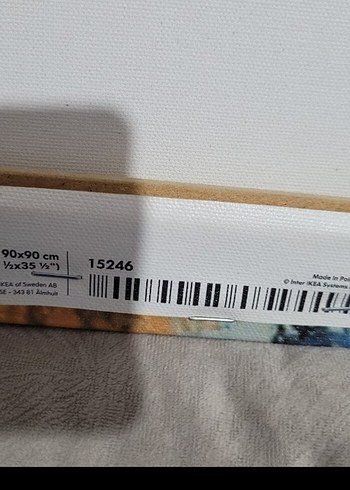 90x90 cm
½x35 ½")
IKEA of Sweden AB
SE - 343 81 Älmhult
15246
Made in
© Inter IKEA Systems